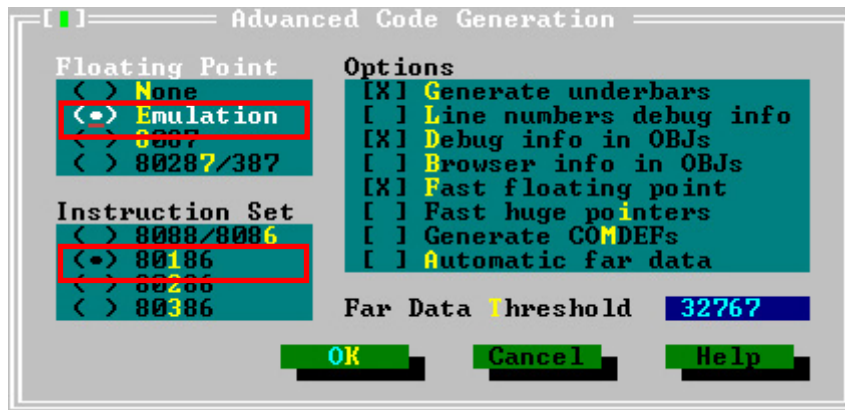 [ ] Advanced Code Generation
Floating Point
( ) None
(•) Emulation
( ) 8087
( ) 80287/387
Instruction Set
( ) 8088/8086
(•) 80186
( ) 80286
( ) 80386
Options
[X] Generate underbars
[ ] Line numbers debug info
[X] Debug info in OBJs
[ ] Browser info in OBJs
[X] Fast floating point
[ ] Fast huge pointers
[ ] Generate COMDEFs
[ ] Automatic far data
Far Data Threshold 32767
OK Cancel Help